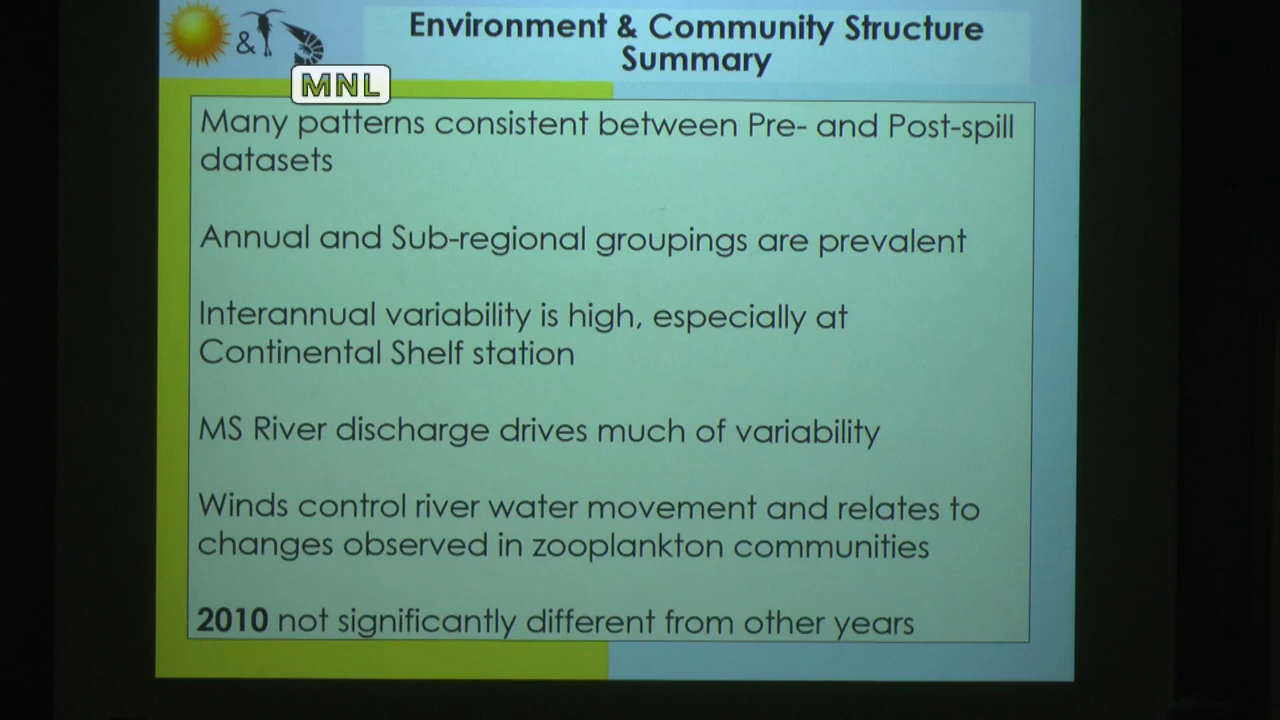 Environment & Community Structure
Summary
&
MNL
Many patterns consistent between Pre- and Post-spill
datasets
Annual and Sub-regional groupings are prevalent
Interannual variability is high, especially at
Continental Shelf station
MS River discharge drives much of variability
Winds control river water movement and relates to
changes observed in zooplankton communities
2010 not significantly different from other years